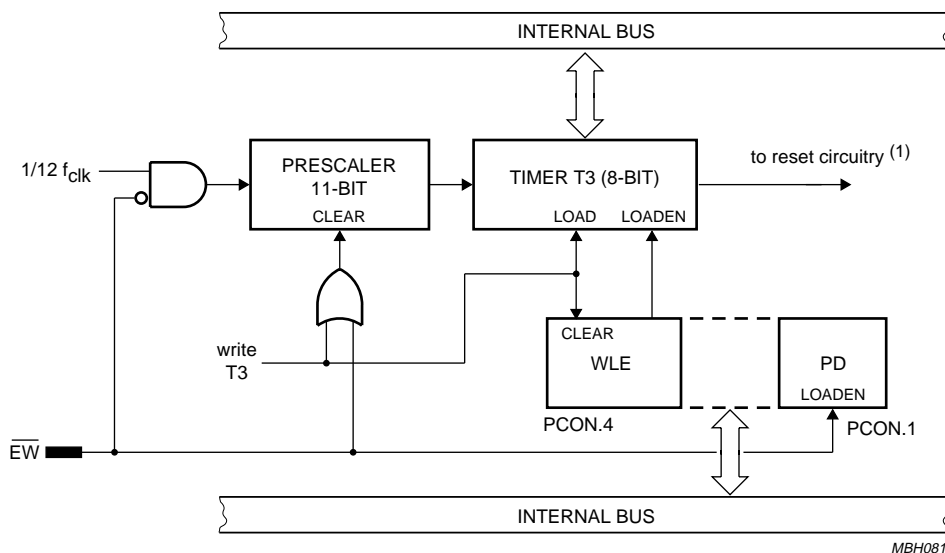 INTERNAL BUS
1/12 fclk
PRESCALER
11-BIT
CLEAR
TIMER T3 (8-BIT)
LOAD LOADEN
to reset circuitry (1)
write
T3
CLEAR
WLE
PCON.4
PD
LOADEN
PCON.1
EW
INTERNAL BUS
MBH081